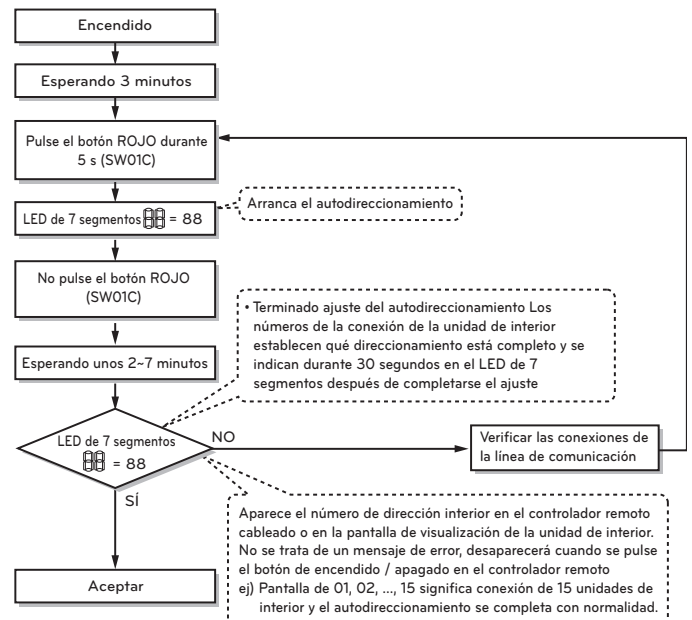 Encendido
Esperando 3 minutos
Pulse el botón ROJO durante
5 s (SW01C)
LED de 7 segmentos 88 = 88
Arranca el autodireccionamiento
No pulse el botón ROJO
(SW01C)
• Terminado ajuste del autodireccionamiento Los
números de la conexión de la unidad de interior
establecen qué direccionamiento está completo y se
indican durante 30 segundos en el LED de 7
segmentos después de completarse el ajuste
Esperando unos 2~7 minutos
LED de 7 segmentos
88 = 88
NO
Verificar las conexiones de
la línea de comunicación
SÍ
Aparece el número de dirección interior en el controlador remoto
cableado o en la pantalla de visualización de la unidad de interior.
No se trata de un mensaje de error, desaparecerá cuando se pulse
el botón de encendido / apagado en el controlador remoto
ej) Pantalla de 01, 02, ..., 15 significa conexión de 15 unidades de
interior y el autodireccionamiento se completa con normalidad.
Aceptar